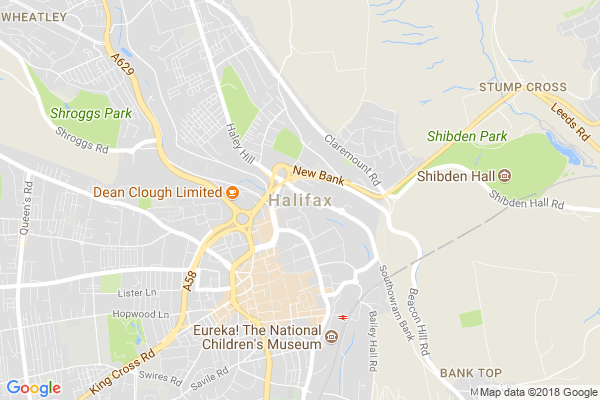 WHEATLEY
A629
Shroggs Park
Shroggs Rd
Haley Hill
Claremount Rd
STUMP CROSS
Leeds Rd
Shibden Park
New Bank
Shibden Hall
Dean Clough Limited
Halifax
Shibden Hall Rd
Queen's Rd
A58
Lister Ln
Hopwood Ln
Southowram Bank
Beacon Hill Rd
Bailey Hall Rd
Eureka! The National
Children's Museum
King Cross Rd
Swires Rd
Savile Rd
BANK TOP
Google
Map data ©2018 Google